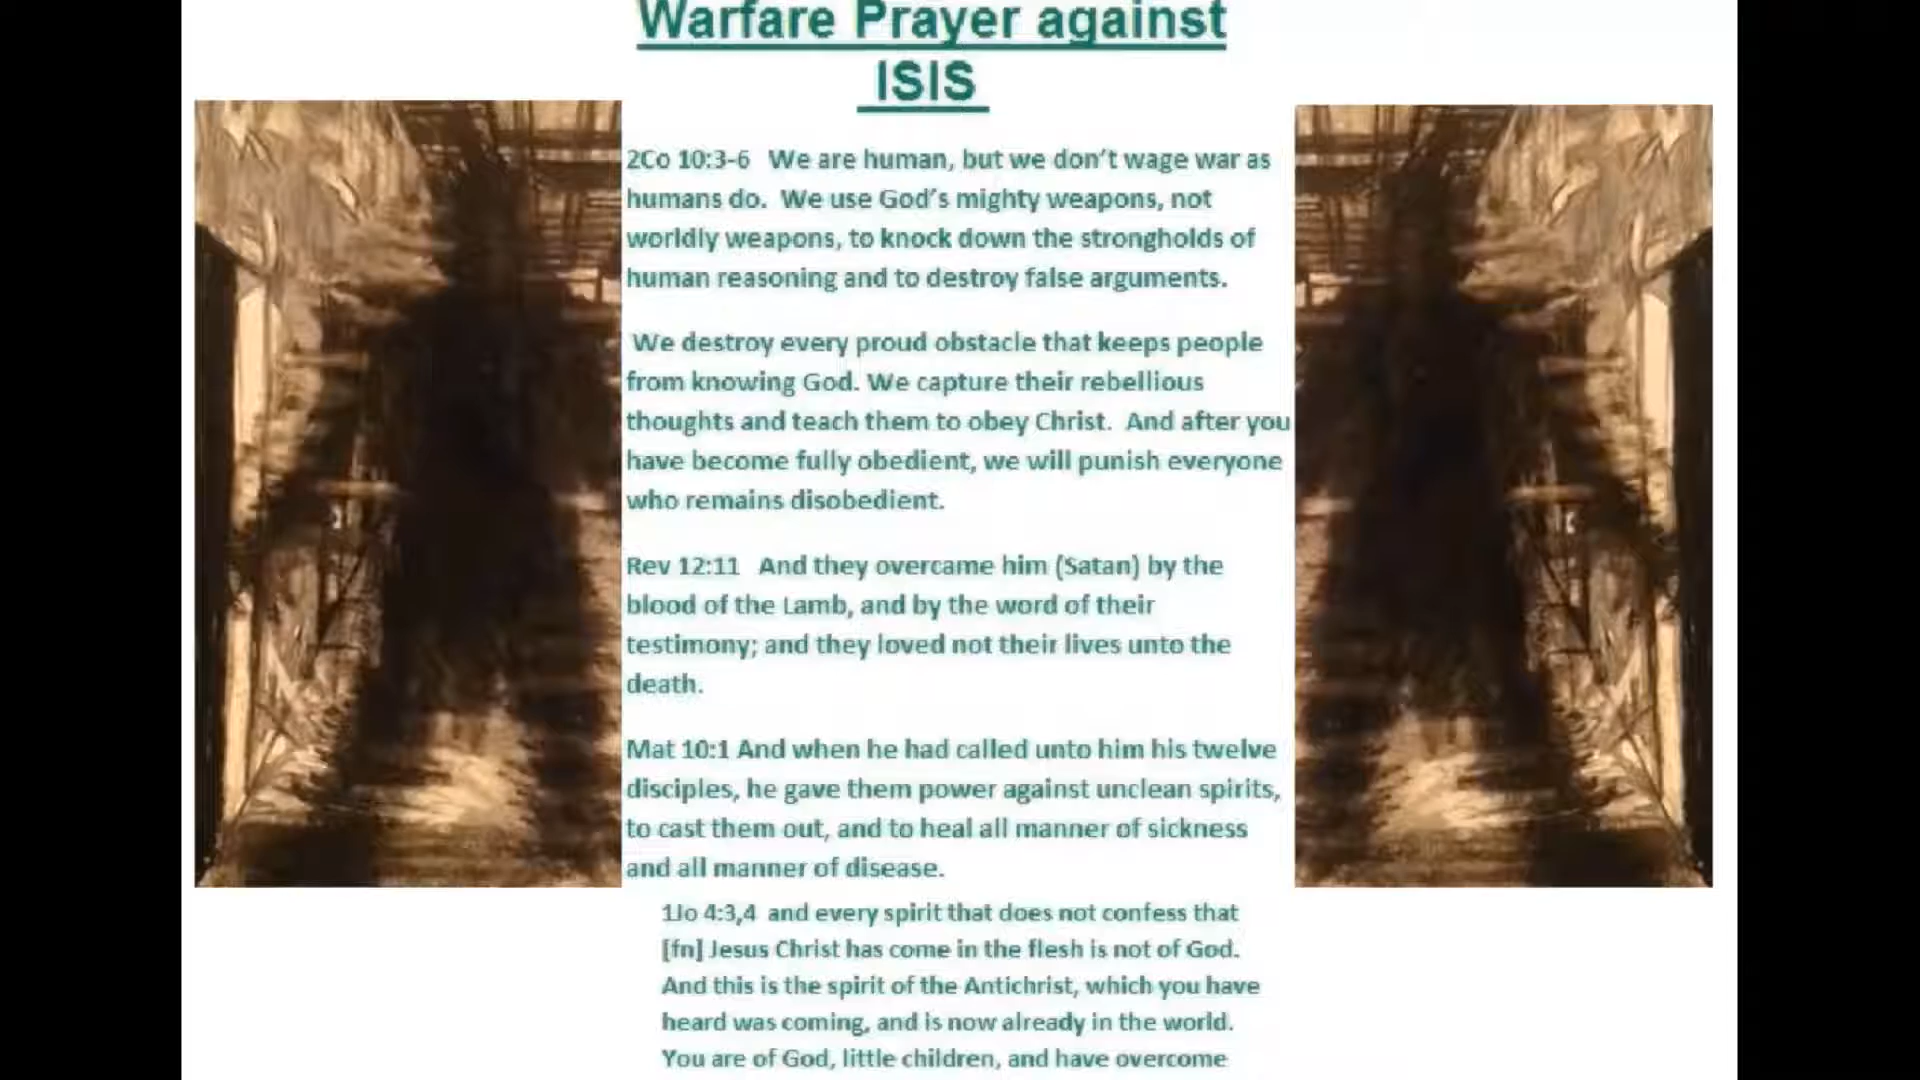 Warfare Prayer against
ISIS
2Co 10:3-6 We are human, but we don't wage war as
humans do. We use God's mighty weapons, not
worldly weapons, to knock down the strongholds of
human reasoning and to destroy false arguments.
We destroy every proud obstacle that keeps people
from knowing God. We capture their rebellious
thoughts and teach them to obey Christ. And after you
have become fully obedient, we will punish everyone
who remains disobedient.
Rev 12:11 And they overcame him (Satan) by the
blood of the Lamb, and by the word of their
testimony; and they loved not their lives unto the
death.
Mat 10:1 And when he had called unto him his twelve
disciples, he gave them power against unclean spirits,
to cast them out, and to heal all manner of sickness
and all manner of disease.
1Jo 4:3,4 and every spirit that does not confess that
[fn] Jesus Christ has come in the flesh is not of God.
And this is the spirit of the Antichrist, which you have
heard was coming, and is now already in the world.
You are of God, little children, and have overcome